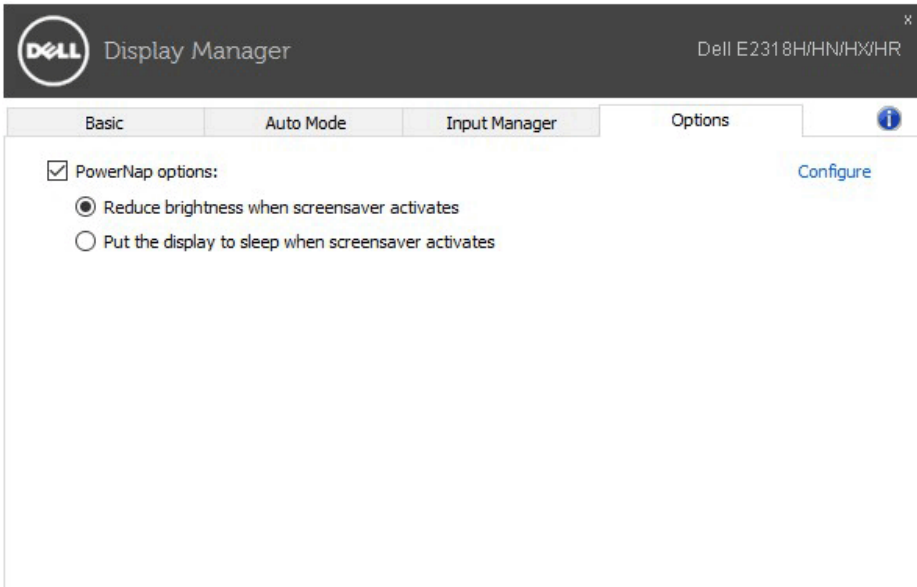 x
DELL Display Manager Dell E2318H/HN/HX/HR
Basic Auto Mode Input Manager Options i
PowerNap options: Configure
Reduce brightness when screensaver activates
Put the display to sleep when screensaver activates